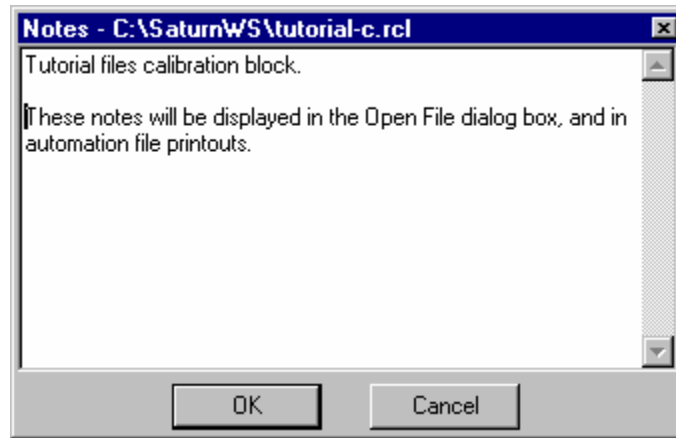 Notes - C:\SaturnWS\tutorial-c.rcl
Tutorial files calibration block.
These notes will be displayed in the Open File dialog box, and in
automation file printouts.
OK
Cancel